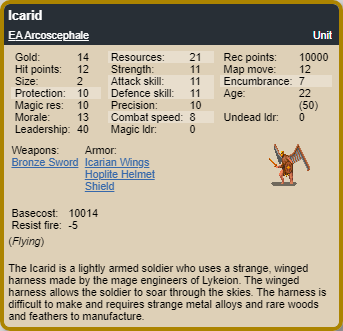 Icarid
EA Arcoscephale Unit
Gold: 14 Resources: 21 Rec points: 10000
Hit points: 12 Strength: 11 Map move: 12
Size: 2 Attack skill: 11 Encumbrance: 7
Protection: 10 Defence skill: 11 Age: 22
Magic res: 10 Precision: 10 (50)
Morale: 13 Combat speed: 8 Undead ldr: 0
Leadership: 40 Magic ldr: 0
Weapons: Armor:
Bronze Sword Icarian Wings
Hoplite Helmet
Shield
Basecost: 10014
Resist fire: -5
(Flying)
The Icarid is a lightly armed soldier who uses a strange, winged
harness made by the mage engineers of Lykeion. The winged
harness allows the soldier to soar through the skies. The harness is
difficult to make and requires strange metal alloys and rare woods
and feathers to manufacture.